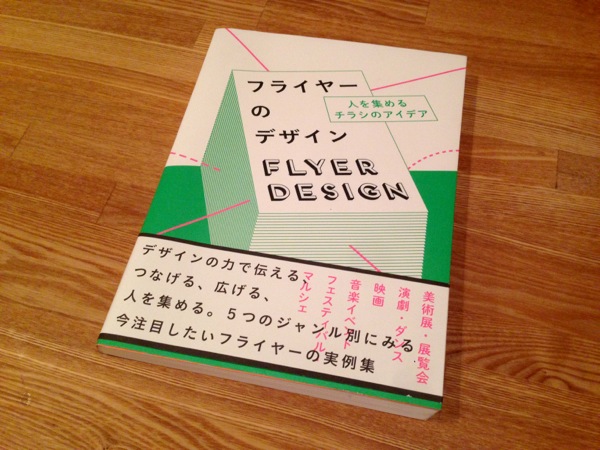 フライヤー
の
デザイン
人を集める
チラシのアイデア
FLYER
DESIGN
デザインの力で伝える、
つなげる、広げる、
人を集める。5つのジャンル別にみる
今注目したいフライヤーの実例集
美術展・展覧会
演劇・ダンス
映画
音楽イベント
フェスティバル
マルシェ